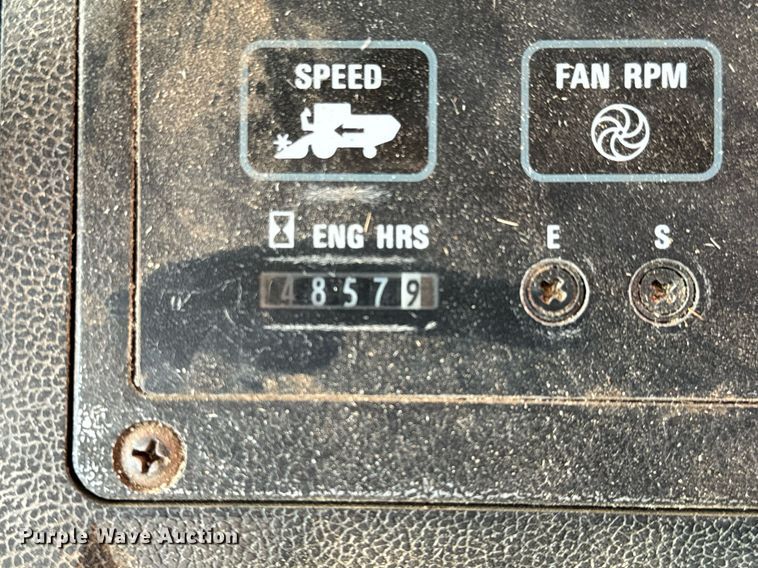 SPEED
FAN RPM
ENG HRS
E
S
48579
Purple Wave Auction